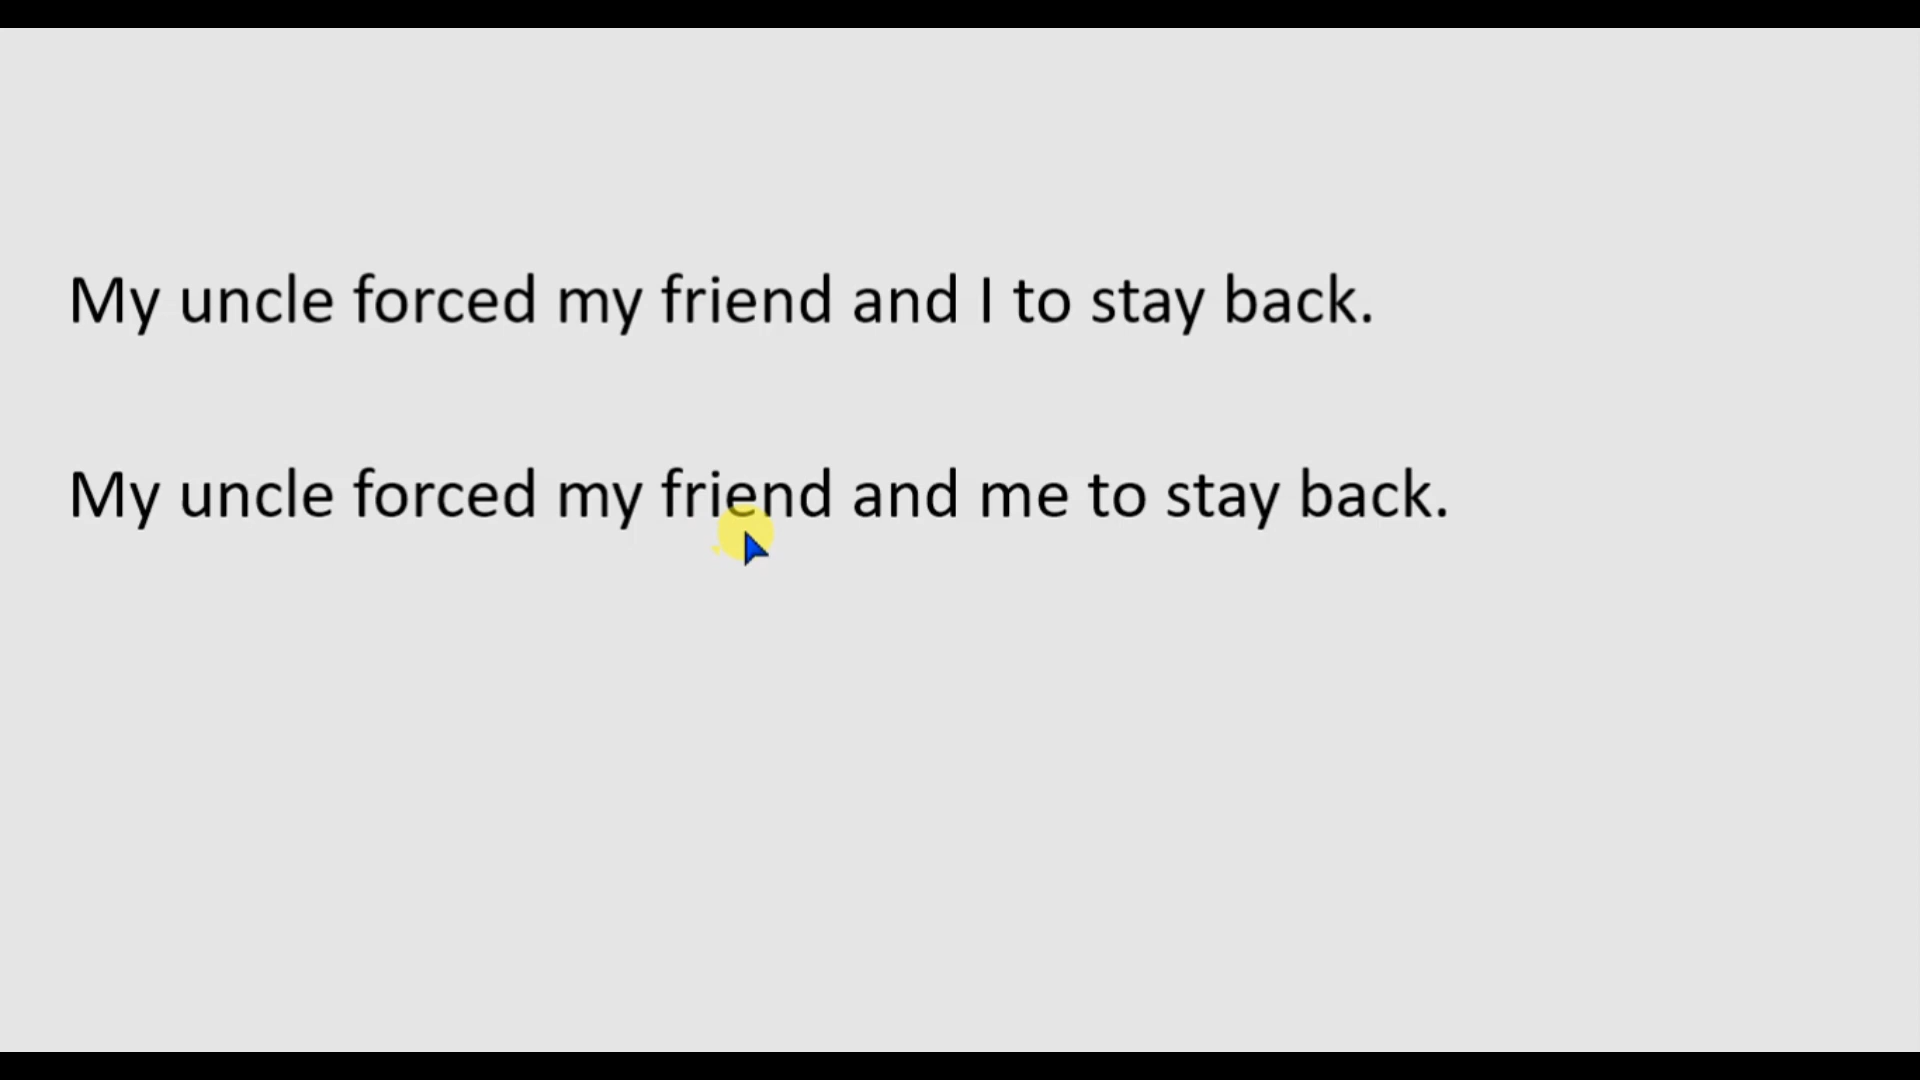 My uncle forced my friend and I to stay back.
My uncle forced my friend and me to stay back.